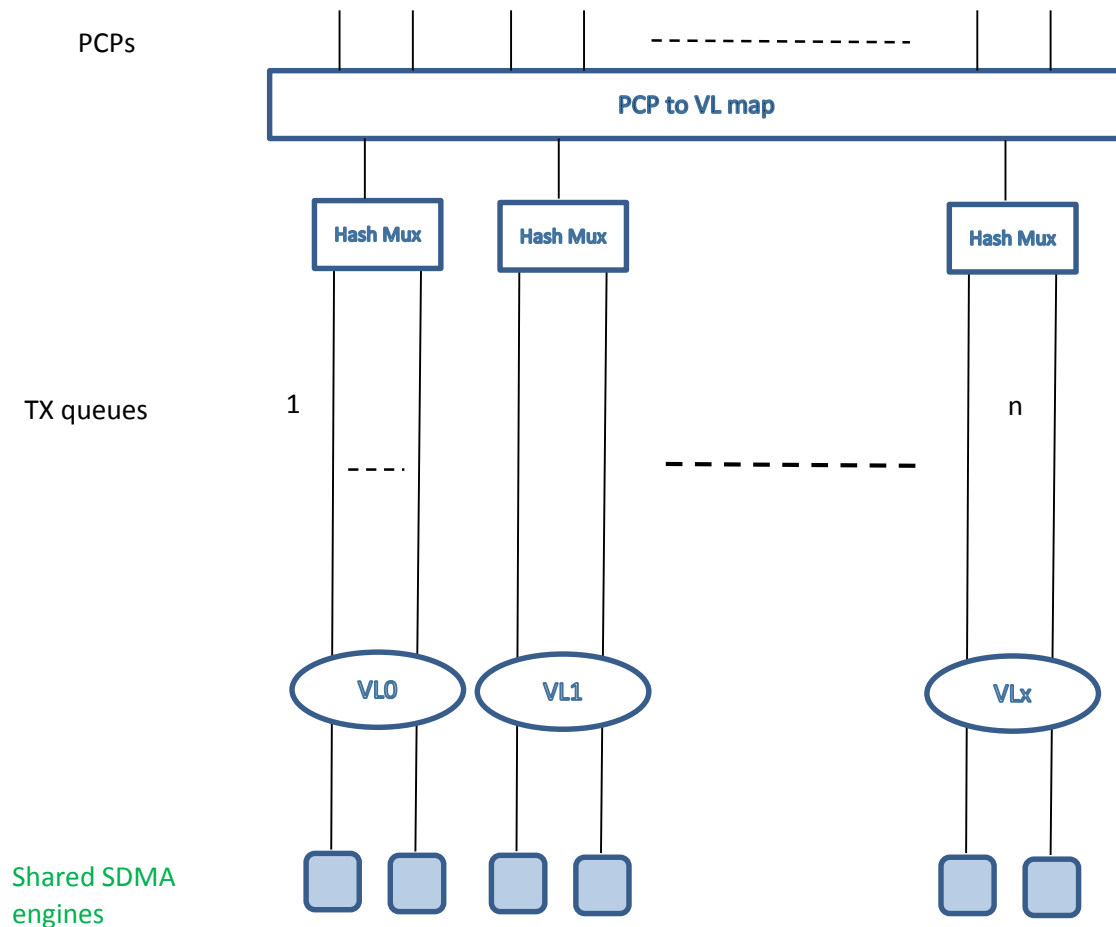 PCPs
PCP to VL map
Hash Mux
Hash Mux
Hash Mux
TX queues
1
n
VL0
VL1
VLx
Shared SDMA
engines